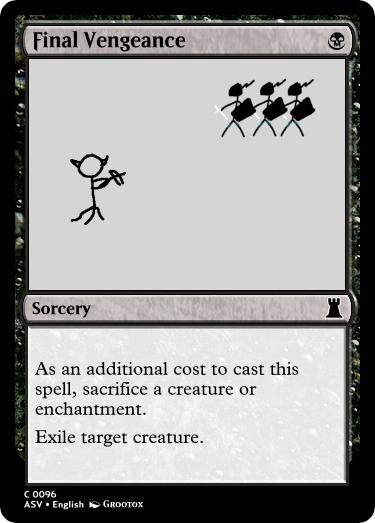 Final Vengeance
Sorcery
As an additional cost to cast this
spell, sacrifice a creature or
enchantment.
Exile target creature.
C 0096
ASV • English GROOTOX